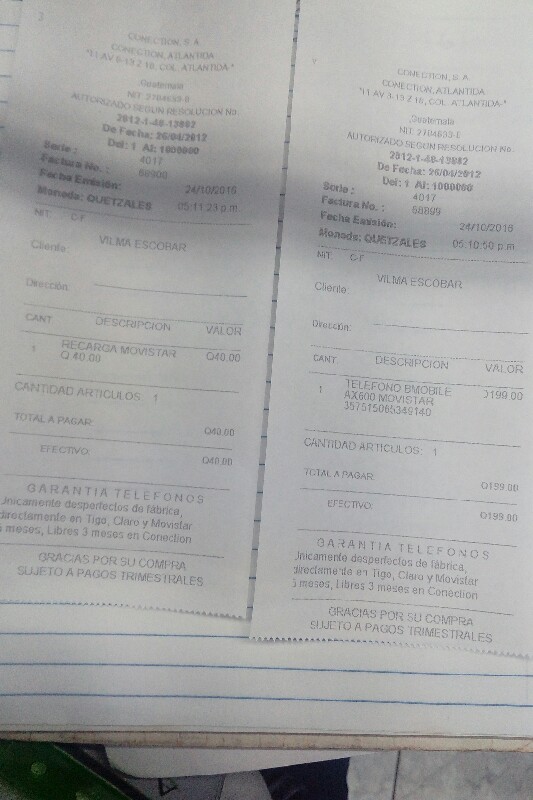 CONECTION, S.A.
CONECTION, ATLANTIDA
"11 AV 3-13 Z 18, COL. ATLANTIDA"
Guatemala
AUTORIZADO SEGUN RESOLUCION No.
2012-1-48-13882
De Fecha: 26/04/2012
Del: 1 Al: 1000000
Serie : 4017
Factura No. :
Fecha Emisión: 24/10/2016
Moneda: QUETZALES 05:11:23 p.m.
NIT: C-F
Cliente: VILMA ESCOBAR
Dirección:
CANT. DESCRIPCION VALOR
1 RECARGA MOVISTAR Q40.00
Q 40.00
CANTIDAD ARTICULOS: 1
TOTAL A PAGAR: Q40.00
EFECTIVO: Q40.00
GARANTIA TELEFONOS
Unicamente desperfectos de fábrica,
directamente en Tigo, Claro y Movistar
meses, Libres 3 meses en Conection
GRACIAS POR SU COMPRA
SUJETO A PAGOS TRIMESTRALES
CONECTION, S.A.
CONECTION, ATLANTIDA
"11 AV 3-13 Z 18, COL. ATLANTIDA"
Guatemala
AUTORIZADO SEGUN RESOLUCION No.
2012-1-48-13882
De Fecha: 26/04/2012
Del: 1 Al: 1000000
Serie : 4017
Factura No. : 68899
Fecha Emisión: 24/10/2016
Moneda: QUETZALES 05:10:50 p.m.
NIT: C-F
Cliente: VILMA ESCOBAR
Dirección:
CANT. DESCRIPCION VALOR
1 TELEFONO BMOBILE Q199.00
AX600 MOVISTAR
357515065349140
CANTIDAD ARTICULOS: 1
TOTAL A PAGAR: Q199.00
EFECTIVO: Q199.00
GARANTIA TELEFONOS
Unicamente desperfectos de fábrica,
directamente en Tigo, Claro y Movistar
meses, Libres 3 meses en Conection
GRACIAS POR SU COMPRA
SUJETO A PAGOS TRIMESTRALES